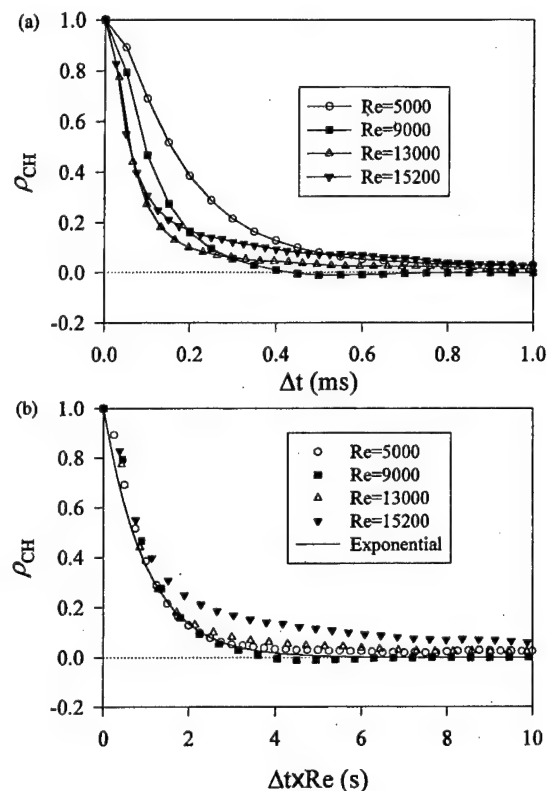 (a)
1.0
0.8
0.6
0.4
0.2
0.0
-0.2
ρCH
Re=5000
Re=9000
Re=13000
Re=15200
0.0 0.2 0.4 0.6 0.8 1.0
Δt (ms)
(b)
1.0
0.8
0.6
0.4
0.2
0.0
-0.2
ρCH
Re=5000
Re=9000
Re=13000
Re=15200
Exponential
0 2 4 6 8 10
ΔtxRe (s)